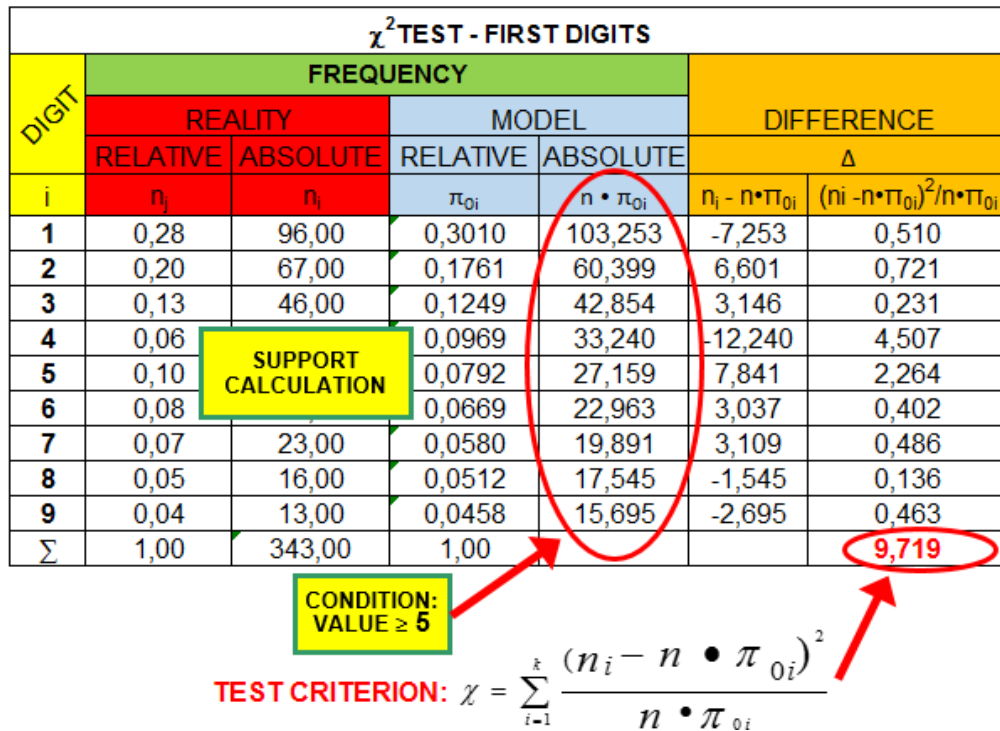 χ² TEST - FIRST DIGITS
DIGIT
FREQUENCY
REALITY MODEL DIFFERENCE
RELATIVE ABSOLUTE RELATIVE ABSOLUTE Δ
i nj ni π0i n • π0i ni - n•π0i (ni -n•π0i)²/n•π0i
1 0,28 96,00 0,3010 103,253 -7,253 0,510
2 0,20 67,00 0,1761 60,399 6,601 0,721
3 0,13 46,00 0,1249 42,854 3,146 0,231
4 0,06 0,0969 33,240 -12,240 4,507
5 0,10 0,0792 27,159 7,841 2,264
6 0,08 0,0669 22,963 3,037 0,402
7 0,07 23,00 0,0580 19,891 3,109 0,486
8 0,05 16,00 0,0512 17,545 -1,545 0,136
9 0,04 13,00 0,0458 15,695 -2,695 0,463
Σ 1,00 343,00 1,00 9,719
SUPPORT
CALCULATION
CONDITION:
VALUE ≥ 5
TEST CRITERION: χ = Σ i=1 k (ni − n • π0i)² / n • π0i